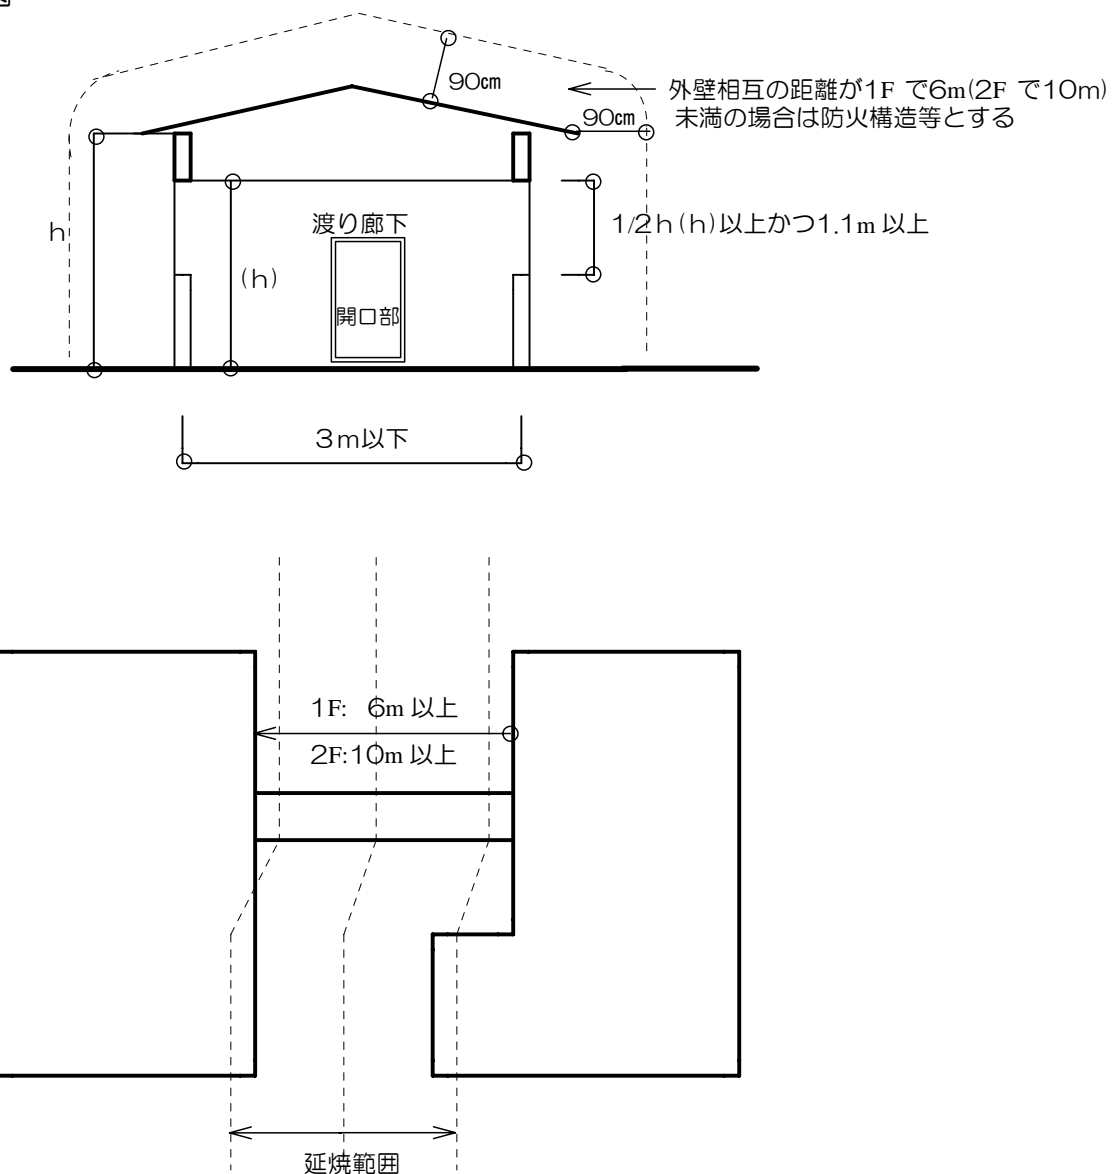 90㎝
外壁相互の距離が1F で6m(2F で10m)
90㎝
未満の場合は防火構造等とする
h
渡り廊下
1/2h(h)以上かつ1.1m 以上
(h)
開口部
3m以下
1F: 6m 以上
2F:10m 以上
延焼範囲